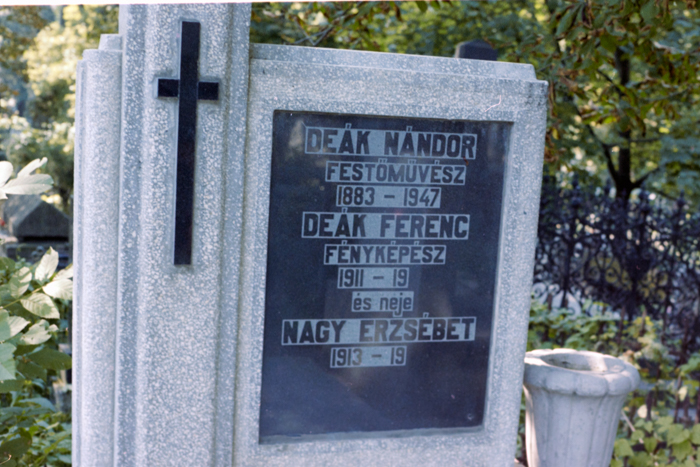 DEÁK NÁNDOR
FESTŐMŰVÉSZ
1883 - 1947
DEÁK FERENC
FÉNYKÉPÉSZ
1911 - 19
és neje
NAGY ERZSÉBET
1913 - 19